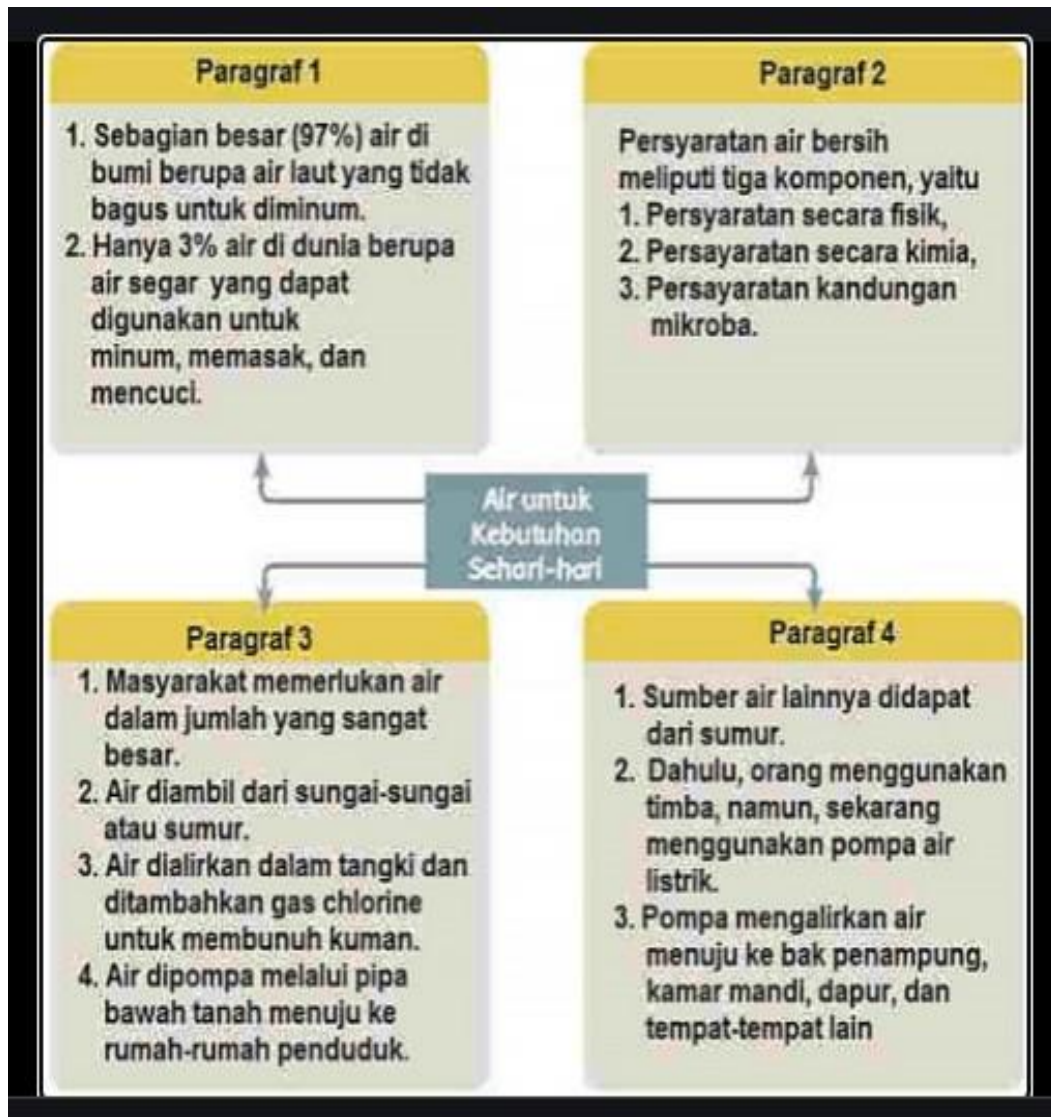 Paragraf 1
1. Sebagian besar (97%) air di
bumi berupa air laut yang tidak
bagus untuk diminum.
2. Hanya 3% air di dunia berupa
air segar yang dapat
digunakan untuk
minum, memasak, dan
mencuci.
Paragraf 2
Persyaratan air bersih
meliputi tiga komponen, yaitu
1. Persyaratan secara fisik,
2. Persayaratan secara kimia,
3. Persayaratan kandungan
mikroba.
Air untuk
Kebutuhan
Sehari-hari
Paragraf 3
1. Masyarakat memerlukan air
dalam jumlah yang sangat
besar.
2. Air diambil dari sungai-sungai
atau sumur.
3. Air dialirkan dalam tangki dan
ditambahkan gas chlorine
untuk membunuh kuman.
4. Air dipompa melalui pipa
bawah tanah menuju ke
rumah-rumah penduduk.
Paragraf 4
1. Sumber air lainnya didapat
dari sumur.
2. Dahulu, orang menggunakan
timba, namun, sekarang
menggunakan pompa air
listrik.
3. Pompa mengalirkan air
menuju ke bak penampung,
kamar mandi, dapur, dan
tempat-tempat lain